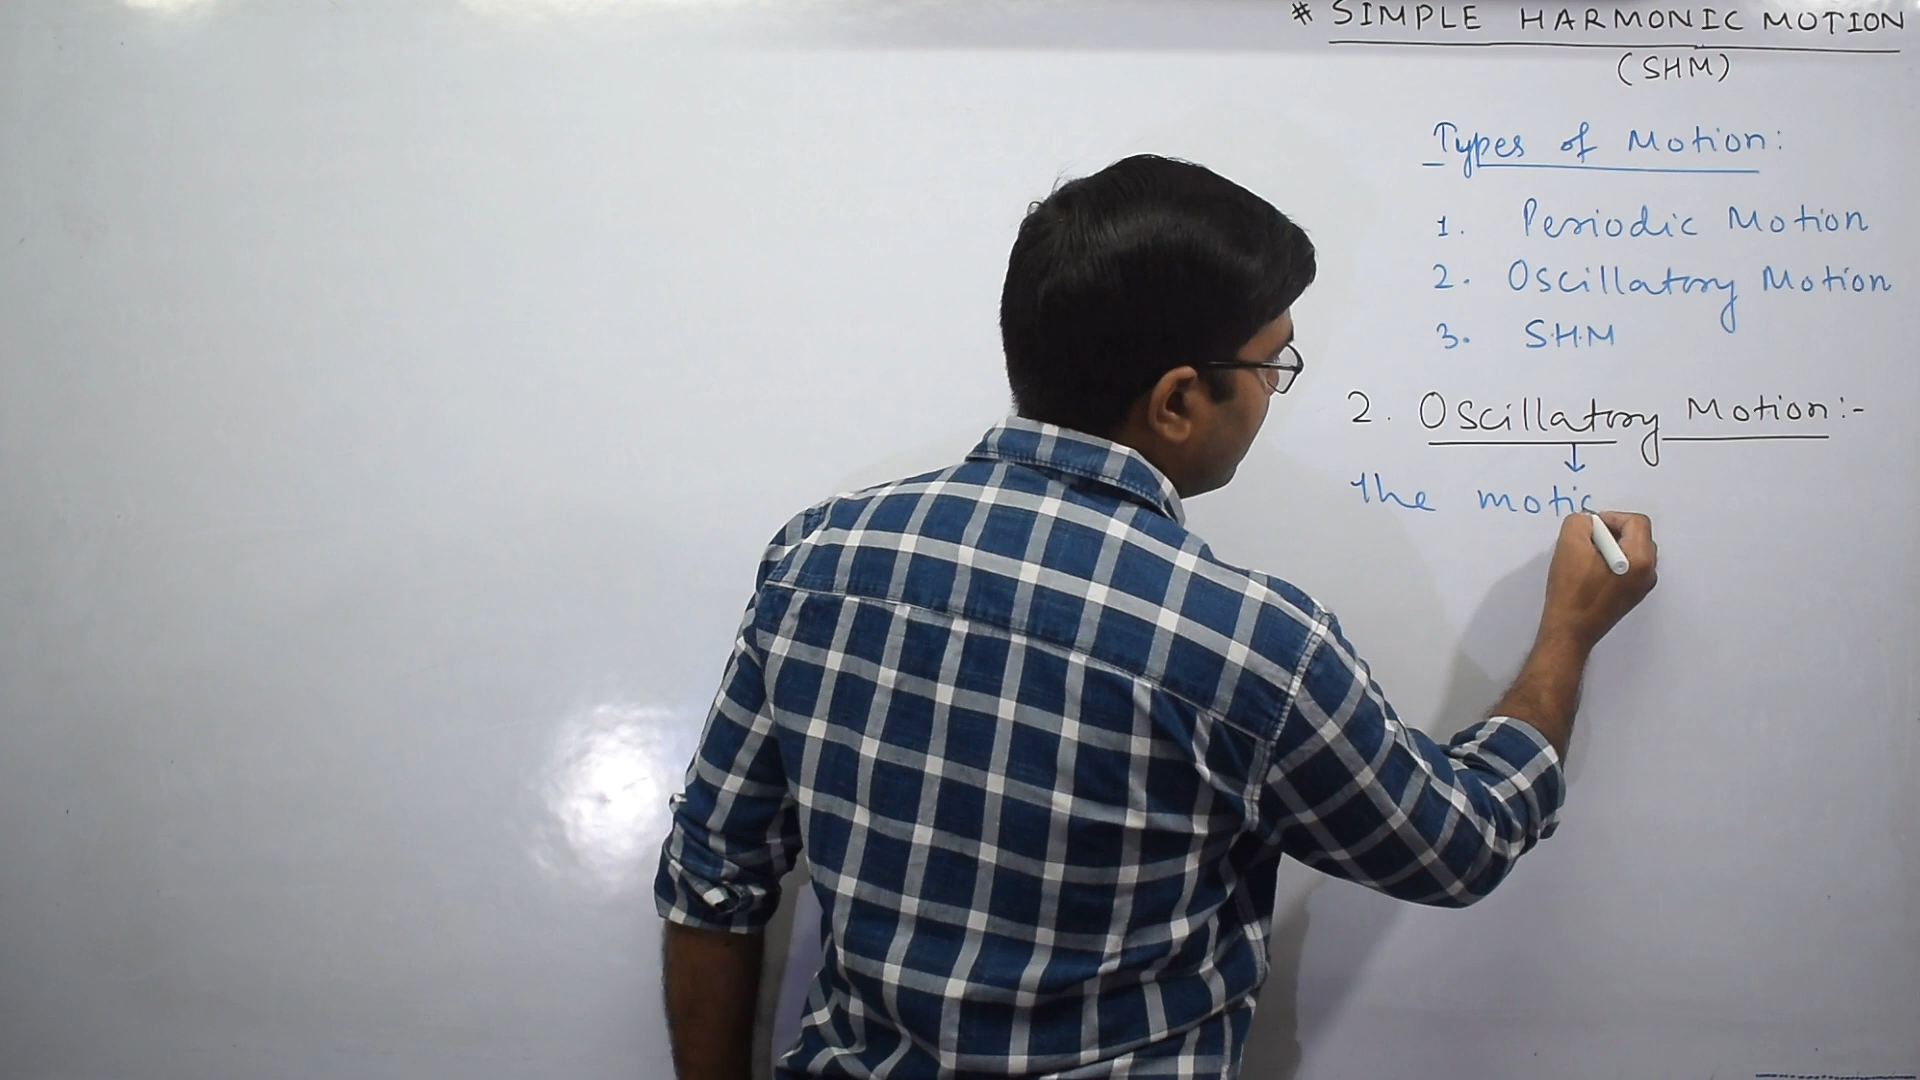 # SIMPLE HARMONIC MOTION
(SHM)
Types of Motion:
1. Periodic Motion
2. Oscillatory Motion
3. S.H.M
2. Oscillatory Motion:-
↓
The motio